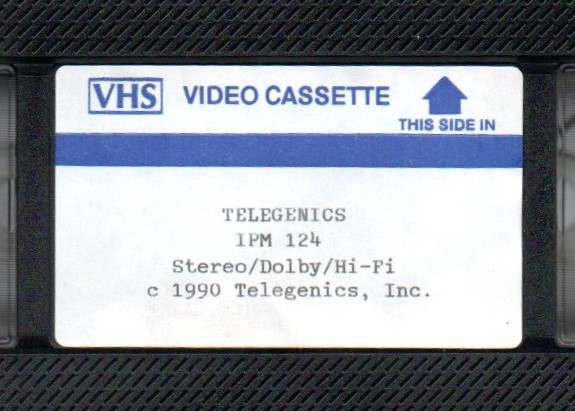 VHS VIDEO CASSETTE
THIS SIDE IN
TELEGENICS
IPM 124
Stereo/Dolby/Hi-Fi
c 1990 Telegenics, Inc.